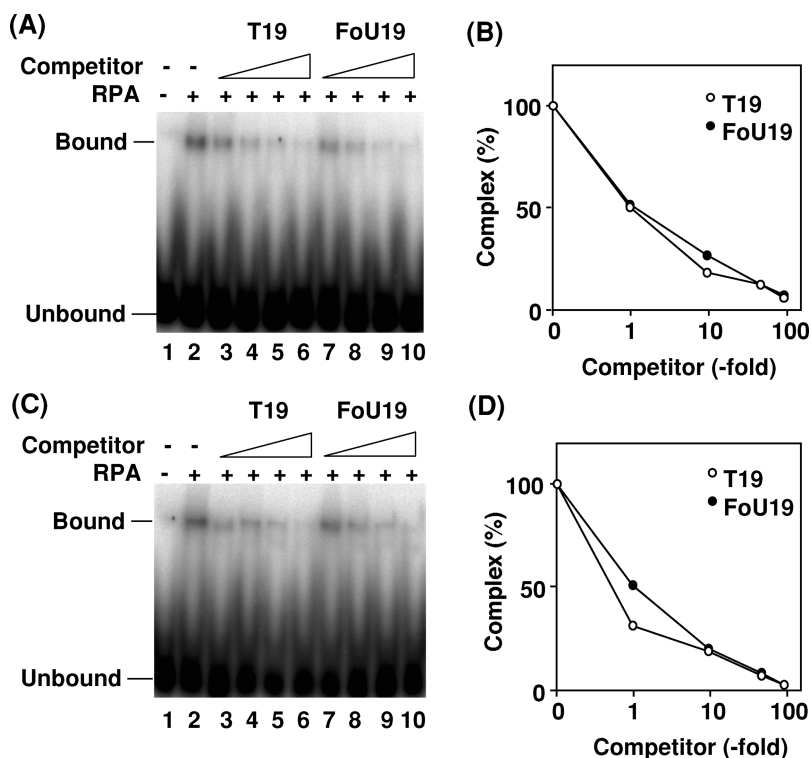 (A)
T19 FoU19
Competitor - -
RPA - + + + + + + + + +
Bound
Unbound
1 2 3 4 5 6 7 8 9 10
(B)
T19
FoU19
100
50
0
Complex (%)
0 1 10 100
Competitor (-fold)
(C)
T19 FoU19
Competitor - -
RPA - + + + + + + + + +
Bound
Unbound
1 2 3 4 5 6 7 8 9 10
(D)
T19
FoU19
100
50
0
Complex (%)
0 1 10 100
Competitor (-fold)